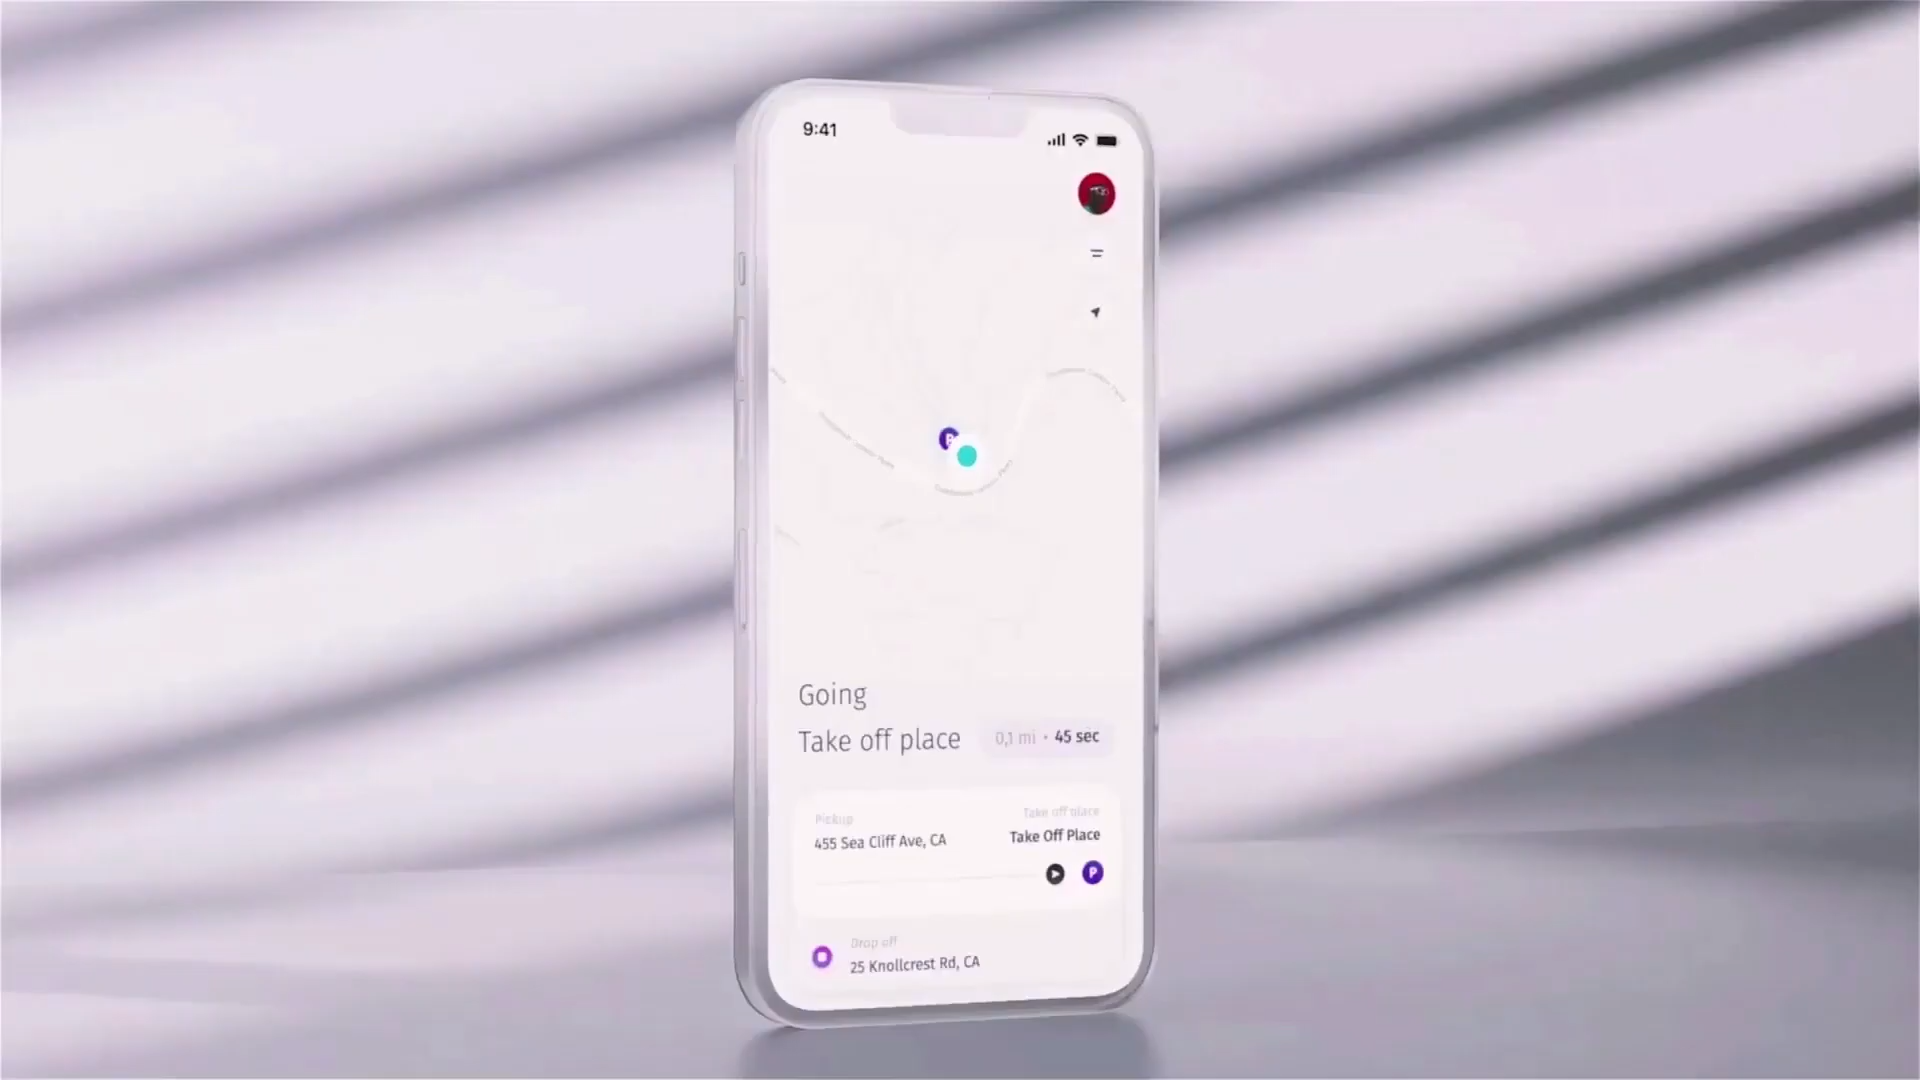 9:41
P
Going
Take off place
0,1 mi • 45 sec
Pickup
455 Sea Cliff Ave, CA
Take off place
Take Off Place
P
Drop off
25 Knollcrest Rd, CA